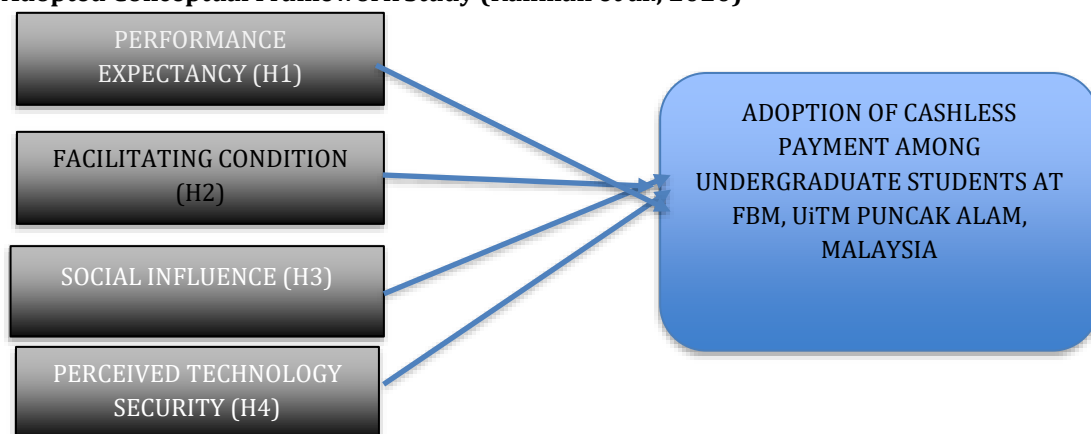 PERFORMANCE
EXPECTANCY (H1)
FACILITATING CONDITION
(H2)
SOCIAL INFLUENCE (H3)
PERCEIVED TECHNOLOGY
SECURITY (H4)
ADOPTION OF CASHLESS
PAYMENT AMONG
UNDERGRADUATE STUDENTS AT
FBM, UiTM PUNCAK ALAM,
MALAYSIA